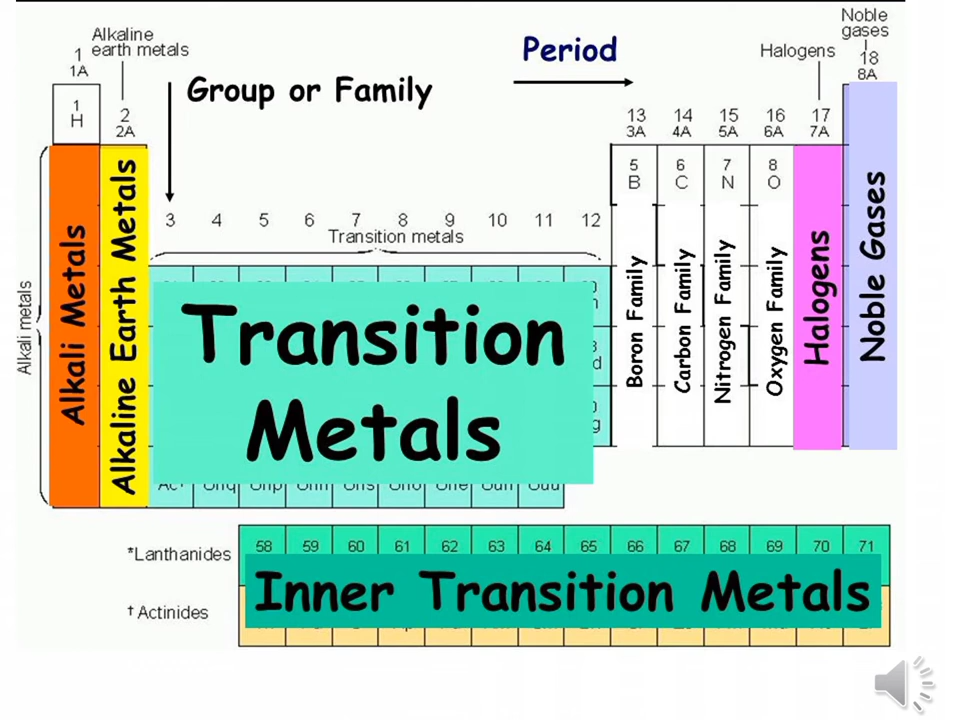 Noble
gases
18
8A
Alkaline
earth metals
1
1A
Period
Halogens
Group or Family
1
H
2
2A
13 14 15 16 17
3A 4A 5A 6A 7A
5 6 7 8
B C N O
3 4 5 6 7 8 9 10 11 12
Transition metals
Alkali metals
Alkali Metals
Alkaline Earth Metals
Transition
Metals
Boron Family
Carbon Family
Nitrogen Family
Oxygen Family
Halogens
Noble Gases
*Lanthanides
58 59 60 61 62 63 64 65 66 67 68 69 70 71
Inner Transition Metals
† Actinides